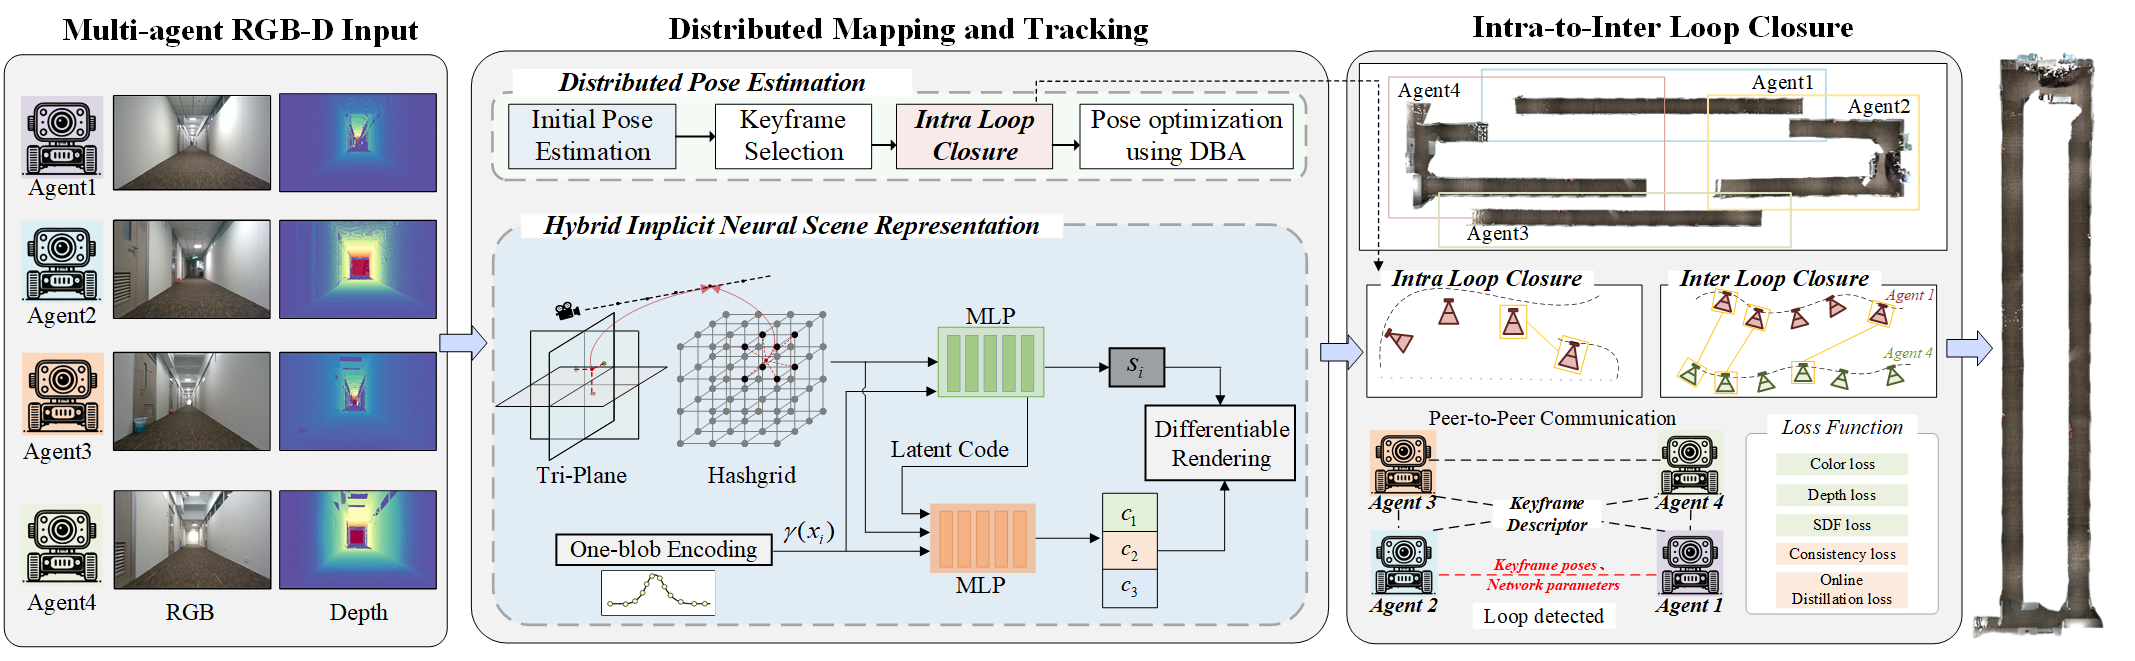 Multi-agent RGB-D Input
Agent1
Agent2
Agent3
Agent4
RGB
Depth
Distributed Mapping and Tracking
Distributed Pose Estimation
Initial Pose
Estimation
Keyframe
Selection
Intra Loop
Closure
Pose optimization
using DBA
Hybrid Implicit Neural Scene Representation
Tri-Plane
Hashgrid
MLP
S_i
Latent Code
Differentiable
Rendering
One-blob Encoding
γ(x_i)
MLP
c_1
c_2
c_3
Intra-to-Inter Loop Closure
Agent4
Agent1
Agent2
Agent3
Intra Loop Closure
Inter Loop Closure
Agent 1
Agent 4
Peer-to-Peer Communication
Agent 3
Agent 4
Keyframe
Descriptor
Keyframe poses、
Network parameters
Agent 2
Agent 1
Loop detected
Loss Function
Color loss
Depth loss
SDF loss
Consistency loss
Online
Distillation loss